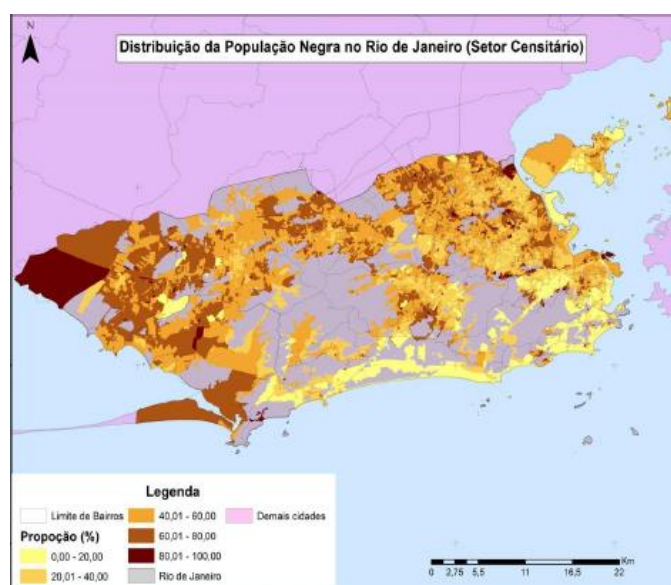 N
Distribuição da População Negra no Rio de Janeiro (Setor Censitário)
Legenda
Limite de Bairros
40,01 - 60,00
Demais cidades
Propoção (%)
60,01 - 80,00
0,00 - 20,00
80,01 - 100,00
20,01 - 40,00
Rio de Janeiro
Km
0 2,75 5,5 11 16,5 22